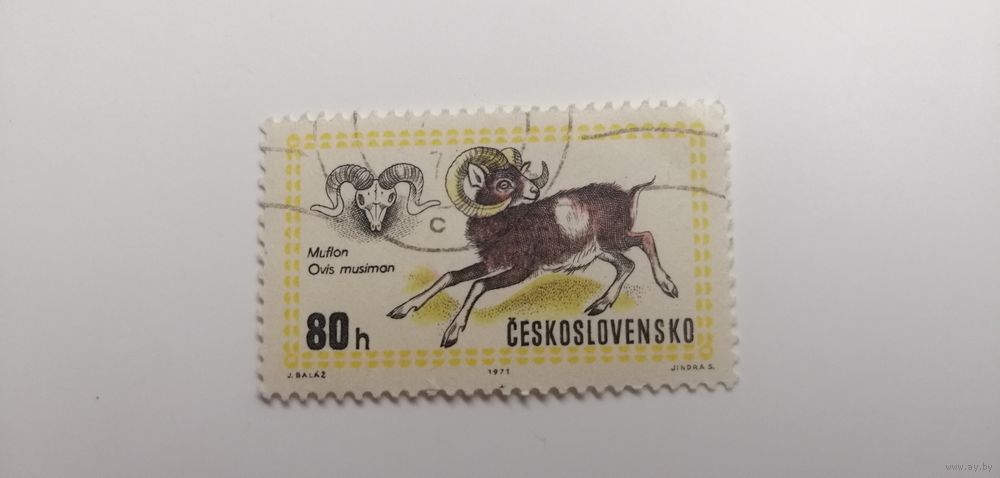 C
Muflon
Ovis musimon
80h
ČESKOSLOVENSKO
J. BALÁŽ
1971
JINDRA S.
www.ay.by